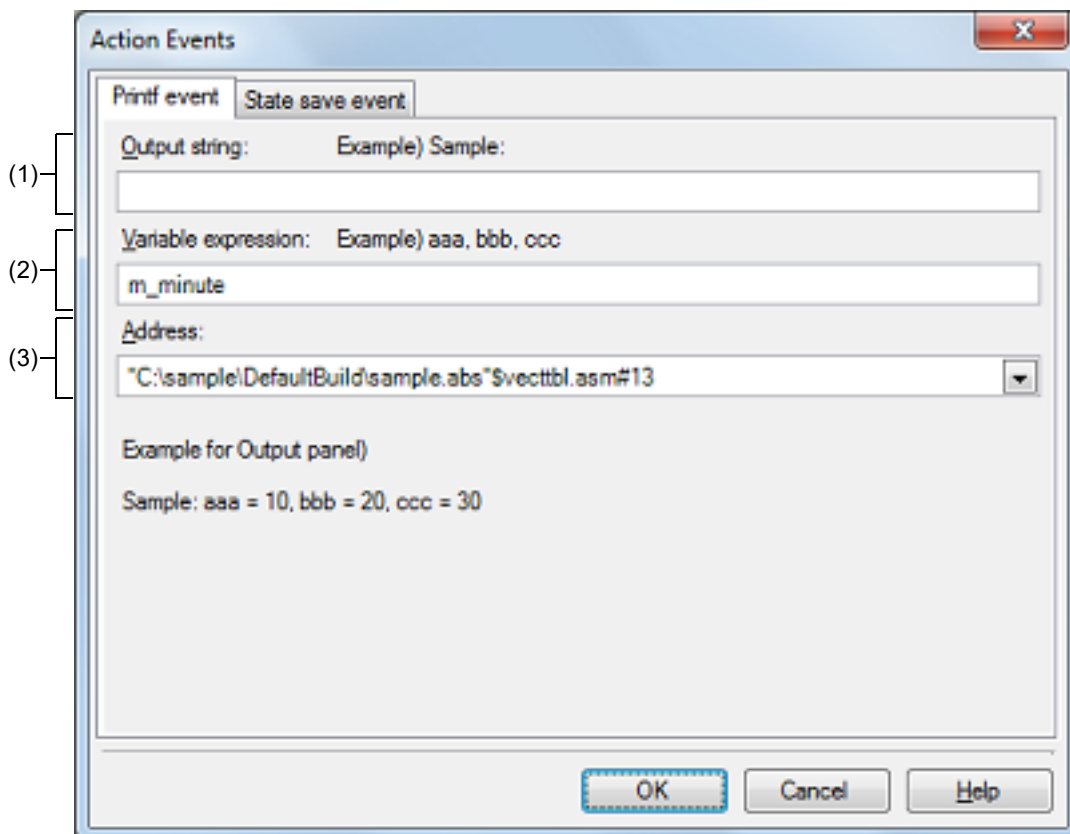 Action Events
Printf event State save event
(1) Output string: Example) Sample:
(2) Variable expression: Example) aaa, bbb, ccc
m_minute
(3) Address:
"C:\sample\DefaultBuild\sample.abs"$vecttbl.asm#13
Example for Output panel)
Sample: aaa = 10, bbb = 20, ccc = 30
OK Cancel Help